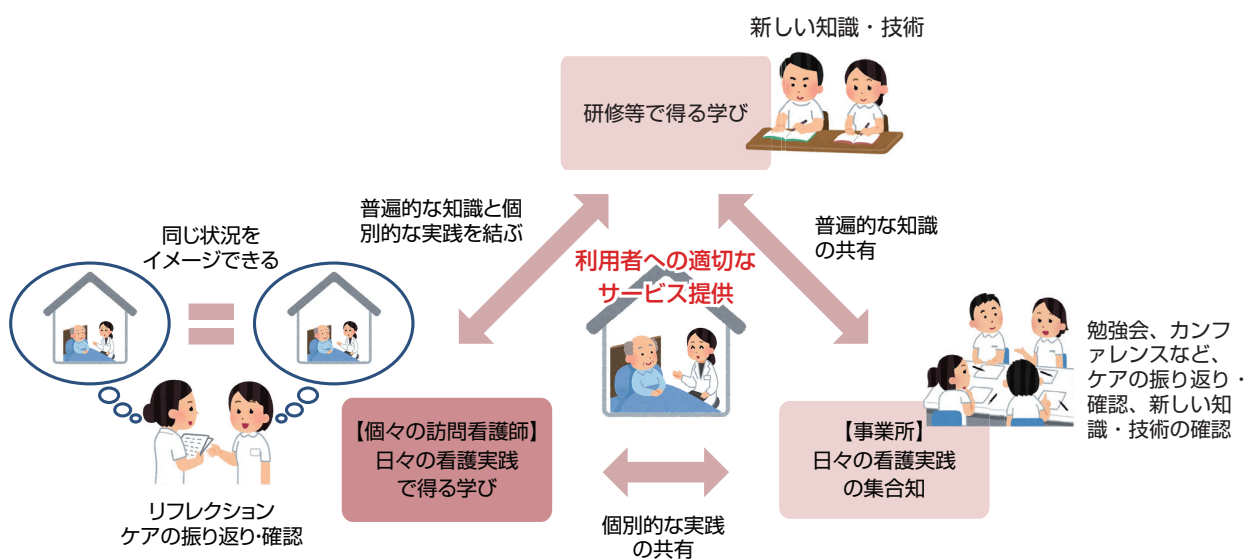 新しい知識・技術
研修等で得る学び
普遍的な知識と個
別的な実践を結ぶ
普遍的な知識
の共有
同じ状況を
イメージできる
利用者への適切な
サービス提供
勉強会、カンフ
ァレンスなど、
ケアの振り返り・
確認、新しい知
識・技術の確認
【個々の訪問看護師】
日々の看護実践
で得る学び
【事業所】
日々の看護実践
の集合知
リフレクション
ケアの振り返り・確認
個別的な実践
の共有